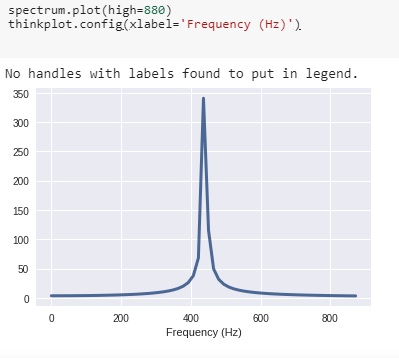 spectrum.plot(high=880)
thinkplot.config(xlabel='Frequency (Hz)')
No handles with labels found to put in legend.
350
300
250
200
150
100
50
0
0 200 400 600 800
Frequency (Hz)